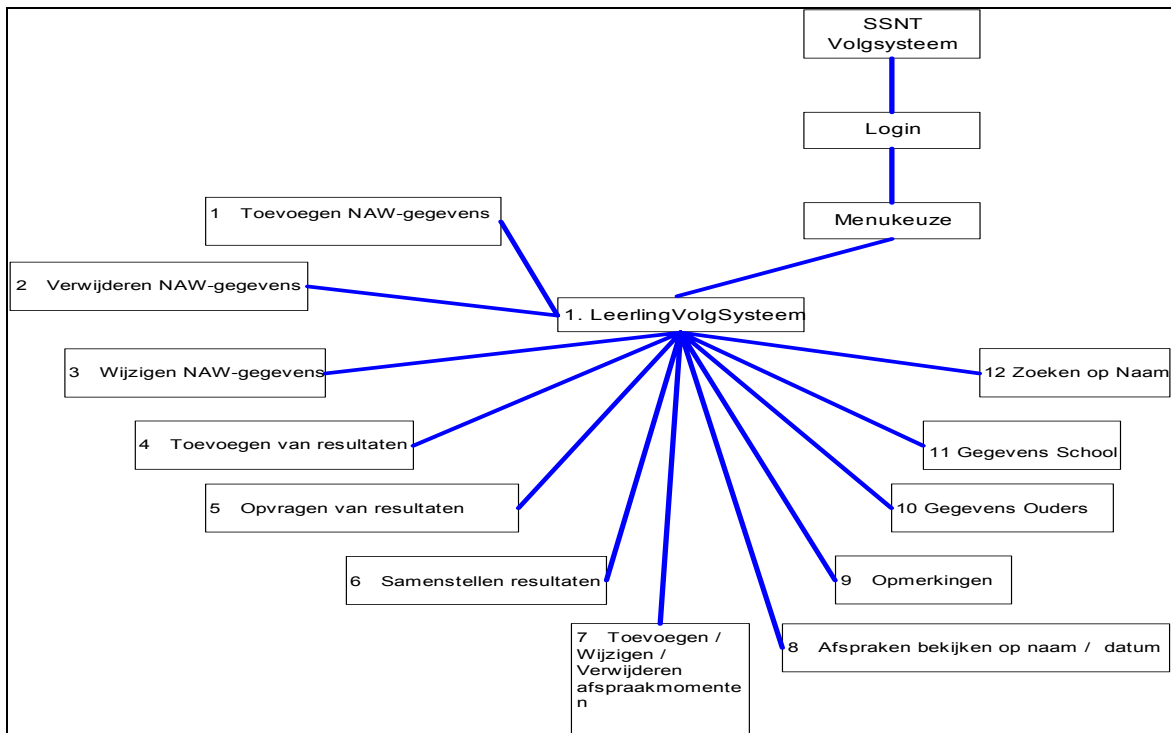 SSNT
Volgsysteem
Login
Menukeuze
1 Toevoegen NAW-gegevens
2 Verwijderen NAW-gegevens
1. LeerlingVolgSysteem
3 Wijzigen NAW-gegevens
12 Zoeken op Naam
4 Toevoegen van resultaten
11 Gegevens School
5 Opvragen van resultaten
10 Gegevens Ouders
6 Samenstellen resultaten
9 Opmerkingen
7 Toevoegen /
Wijzigen /
Verwijderen
afspraakmomente
n
8 Afspraken bekijken op naam / datum